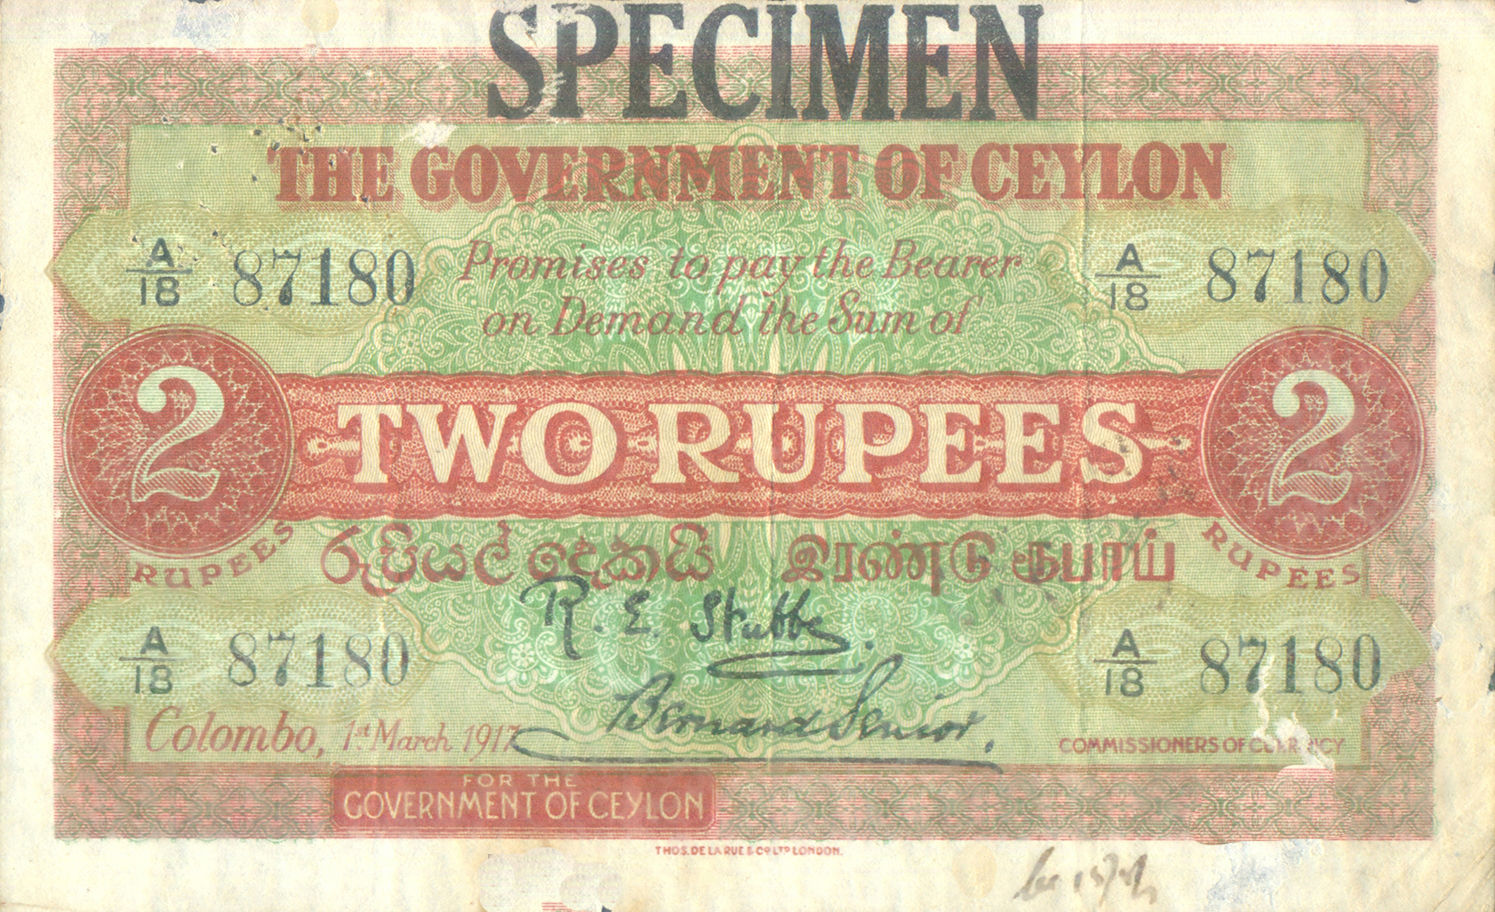 SPECIMEN
THE GOVERNMENT OF CEYLON
A/18 87180
A/18 87180
Promises to pay the Bearer
on Demand the Sum of
2
TWO RUPEES
2
RUPEES
RUPEES
රුපියල් දෙකයි இரண்டு ரூபாய்
R. E. Stubbs.
A/18 87180
A/18 87180
Bernard Senior.
Colombo, 1st March 1917
COMMISSIONERS OF CURRENCY
FOR THE
GOVERNMENT OF CEYLON
THOS. DE LA RUE & CO LTD LONDON.